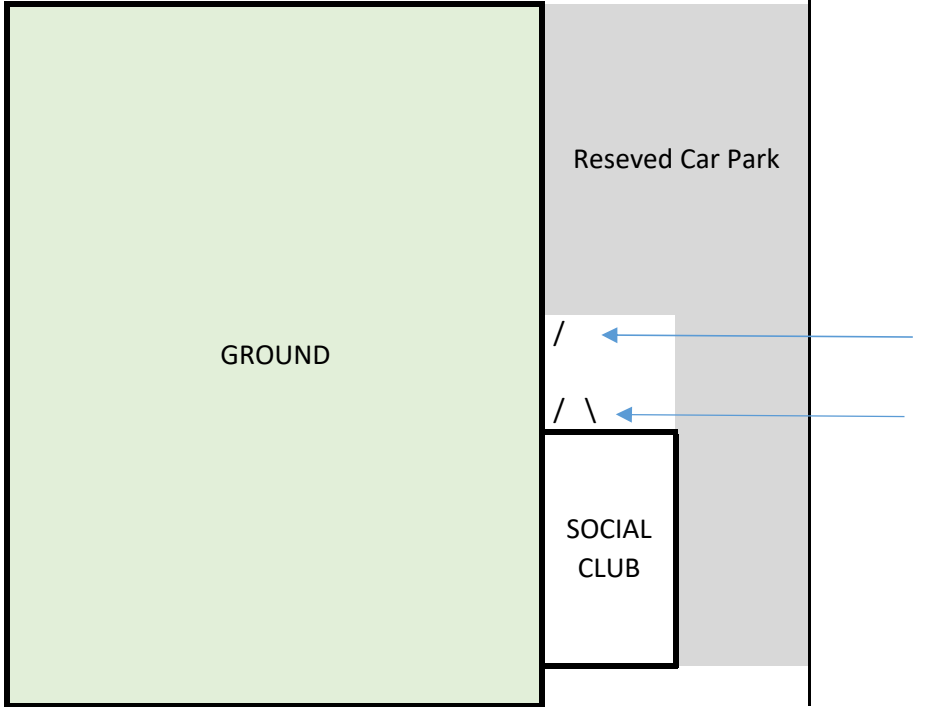 Reseved Car Park
/
GROUND
/ \
SOCIAL
CLUB